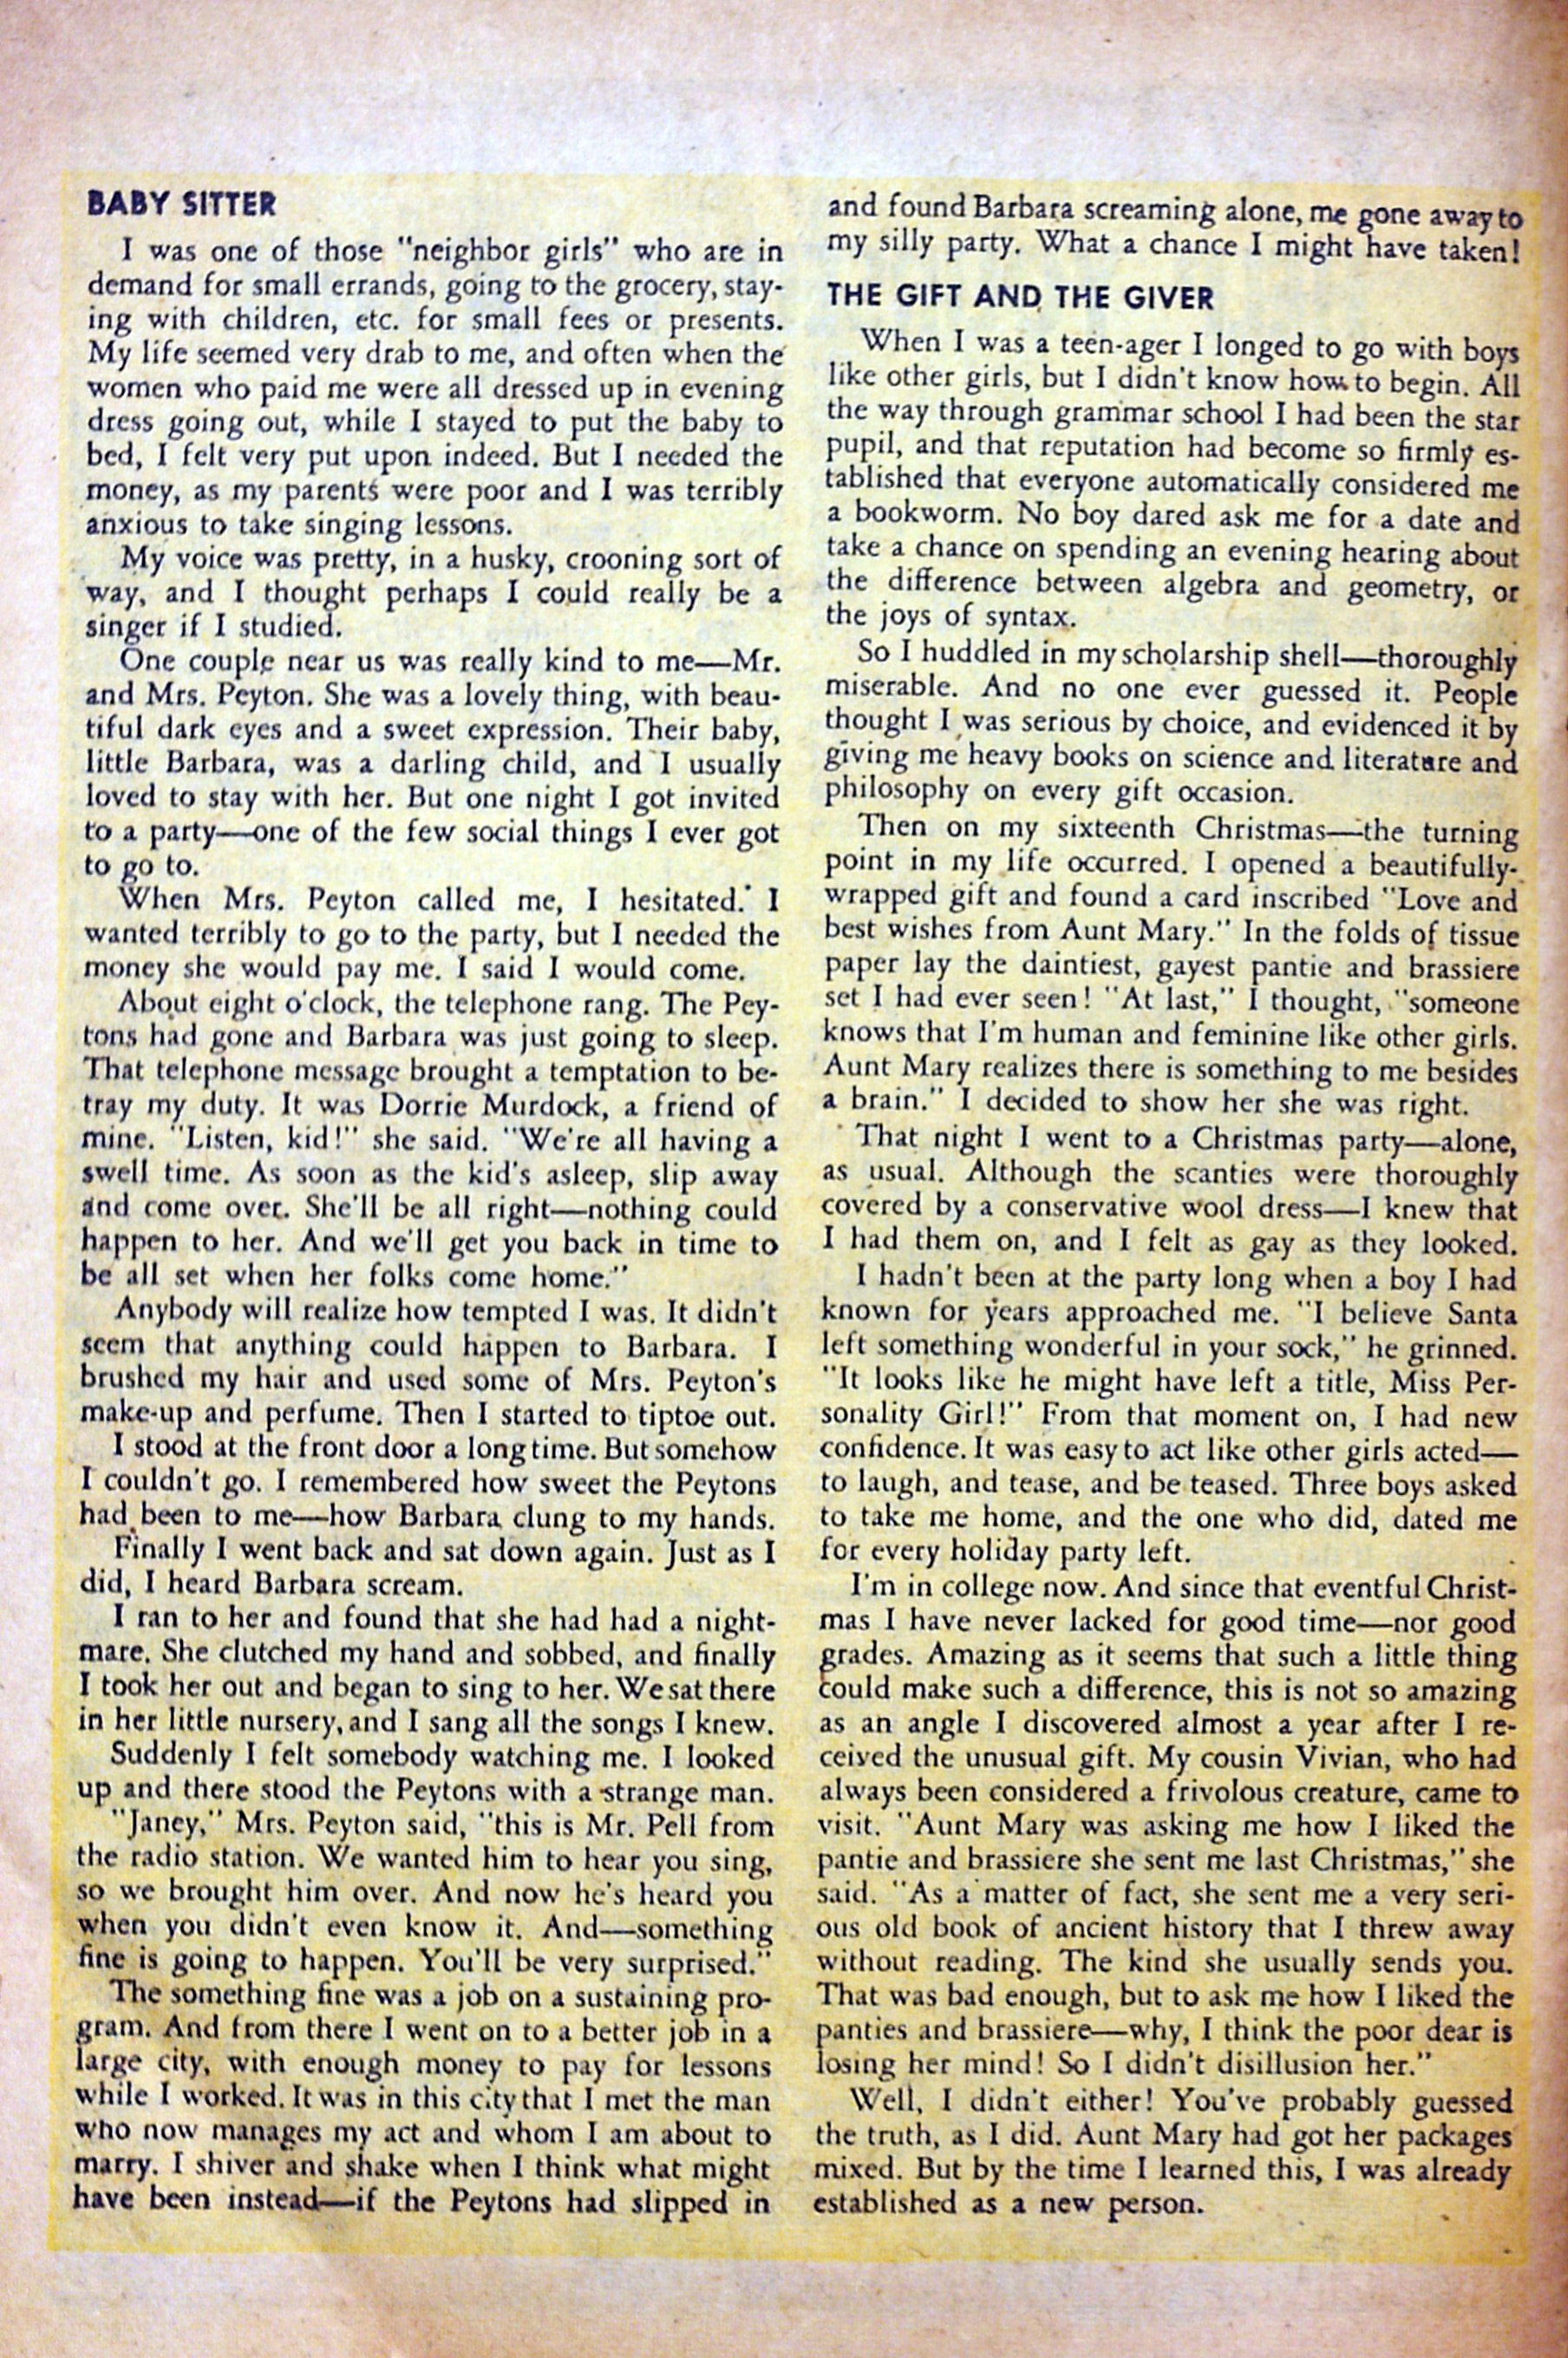 BABY SITTER
I was one of those "neighbor girls" who are in
demand for small errands, going to the grocery, stay-
ing with children, etc. for small fees or presents.
My life seemed very drab to me, and often when the
women who paid me were all dressed up in evening
dress going out, while I stayed to put the baby to
bed, I felt very put upon indeed. But I needed the
money, as my parents were poor and I was terribly
anxious to take singing lessons.
My voice was pretty, in a husky, crooning sort of
way, and I thought perhaps I could really be a
singer if I studied.
One couple near us was really kind to me—Mr.
and Mrs. Peyton. She was a lovely thing, with beau-
tiful dark eyes and a sweet expression. Their baby,
little Barbara, was a darling child, and I usually
loved to stay with her. But one night I got invited
to a party—one of the few social things I ever got
to go to.
When Mrs. Peyton called me, I hesitated. I
wanted terribly to go to the party, but I needed the
money she would pay me. I said I would come.
About eight o'clock, the telephone rang. The Pey-
tons had gone and Barbara was just going to sleep.
That telephone message brought a temptation to be-
tray my duty. It was Dorrie Murdock, a friend of
mine. "Listen, kid!" she said. "We're all having a
swell time. As soon as the kid's asleep, slip away
and come over. She'll be all right—nothing could
happen to her. And we'll get you back in time to
be all set when her folks come home."
Anybody will realize how tempted I was. It didn't
seem that anything could happen to Barbara. I
brushed my hair and used some of Mrs. Peyton's
make-up and perfume. Then I started to tiptoe out.
I stood at the front door a long time. But somehow
I couldn't go. I remembered how sweet the Peytons
had been to me—how Barbara clung to my hands.
Finally I went back and sat down again. Just as I
did, I heard Barbara scream.
I ran to her and found that she had had a night-
mare. She clutched my hand and sobbed, and finally
I took her out and began to sing to her. We sat there
in her little nursery, and I sang all the songs I knew.
Suddenly I felt somebody watching me. I looked
up and there stood the Peytons with a strange man.
"Janey," Mrs. Peyton said, "this is Mr. Pell from
the radio station. We wanted him to hear you sing,
so we brought him over. And now he's heard you
when you didn't even know it. And—something
fine is going to happen. You'll be very surprised."
The something fine was a job on a sustaining pro-
gram. And from there I went on to a better job in a
large city, with enough money to pay for lessons
while I worked. It was in this city that I met the man
who now manages my act and whom I am about to
marry. I shiver and shake when I think what might
have been instead—if the Peytons had slipped in
and found Barbara screaming alone, me gone away to
my silly party. What a chance I might have taken!
THE GIFT AND THE GIVER
When I was a teen-ager I longed to go with boys
like other girls, but I didn't know how to begin. All
the way through grammar school I had been the star
pupil, and that reputation had become so firmly es-
tablished that everyone automatically considered me
a bookworm. No boy dared ask me for a date and
take a chance on spending an evening hearing about
the difference between algebra and geometry, or
the joys of syntax.
So I huddled in my scholarship shell—thoroughly
miserable. And no one ever guessed it. People
thought I was serious by choice, and evidenced it by
giving me heavy books on science and literature and
philosophy on every gift occasion.
Then on my sixteenth Christmas—the turning
point in my life occurred. I opened a beautifully-
wrapped gift and found a card inscribed "Love and
best wishes from Aunt Mary." In the folds of tissue
paper lay the daintiest, gayest pantie and brassiere
set I had ever seen! "At last," I thought, "someone
knows that I'm human and feminine like other girls.
Aunt Mary realizes there is something to me besides
a brain." I decided to show her she was right.
That night I went to a Christmas party—alone,
as usual. Although the scanties were thoroughly
covered by a conservative wool dress—I knew that
I had them on, and I felt as gay as they looked.
I hadn't been at the party long when a boy I had
known for years approached me. "I believe Santa
left something wonderful in your sock," he grinned.
"It looks like he might have left a title, Miss Per-
sonality Girl!" From that moment on, I had new
confidence. It was easy to act like other girls acted—
to laugh, and tease, and be teased. Three boys asked
to take me home, and the one who did, dated me
for every holiday party left.
I'm in college now. And since that eventful Christ-
mas I have never lacked for good time—nor good
grades. Amazing as it seems that such a little thing
could make such a difference, this is not so amazing
as an angle I discovered almost a year after I re-
ceived the unusual gift. My cousin Vivian, who had
always been considered a frivolous creature, came to
visit. "Aunt Mary was asking me how I liked the
pantie and brassiere she sent me last Christmas," she
said. "As a matter of fact, she sent me a very seri-
ous old book of ancient history that I threw away
without reading. The kind she usually sends you.
That was bad enough, but to ask me how I liked the
panties and brassiere—why, I think the poor dear is
losing her mind! So I didn't disillusion her."
Well, I didn't either! You've probably guessed
the truth, as I did. Aunt Mary had got her packages
mixed. But by the time I learned this, I was already
established as a new person.